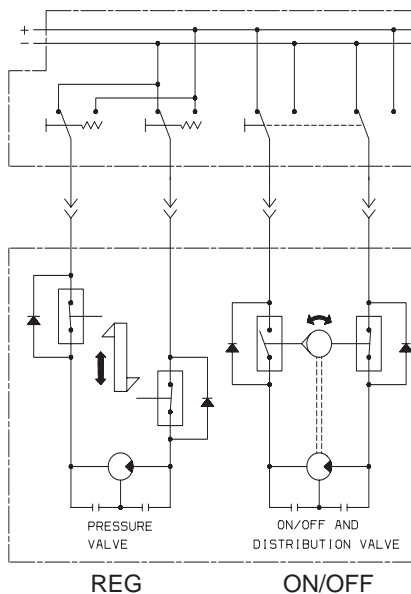 +
−
PRESSURE
VALVE
ON/OFF AND
DISTRIBUTION VALVE
REG
ON/OFF